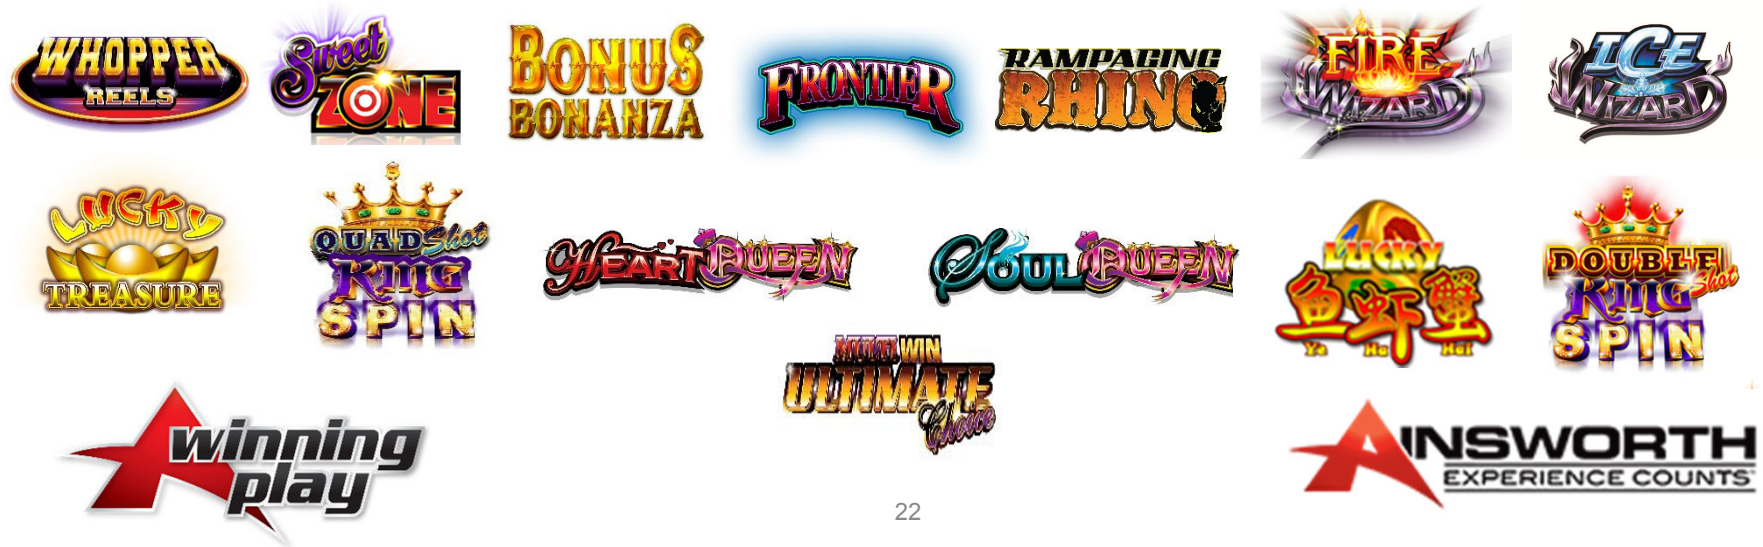 WHOPPER
REELS
Sweet
ZONE
BONUS
BONANZA
FRONTIER
RAMPAGING
RHINO
FIRE
WIZARD
ICE
WIZARD
LUCKY
TREASURE
QUAD Shot
KING
SPIN
HEART QUEEN
SOUL QUEEN
LUCKY
鱼虾蟹
Yu Ha Hai
DOUBLE
Shot
KING
SPIN
MULTI WIN
ULTIMATE
Choice
winning
play
AINSWORTH
EXPERIENCE COUNTS
22